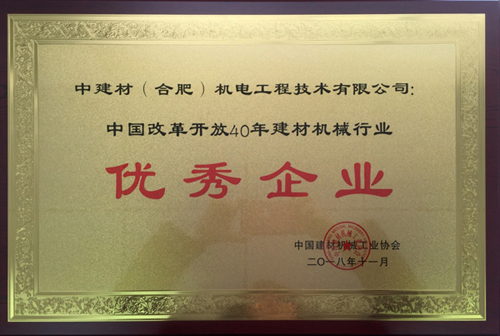 中建材（合肥）机电工程技术有限公司：
中国改革开放40年建材机械行业
优秀企业
中国建材机械工业协会
二〇一八年十一月